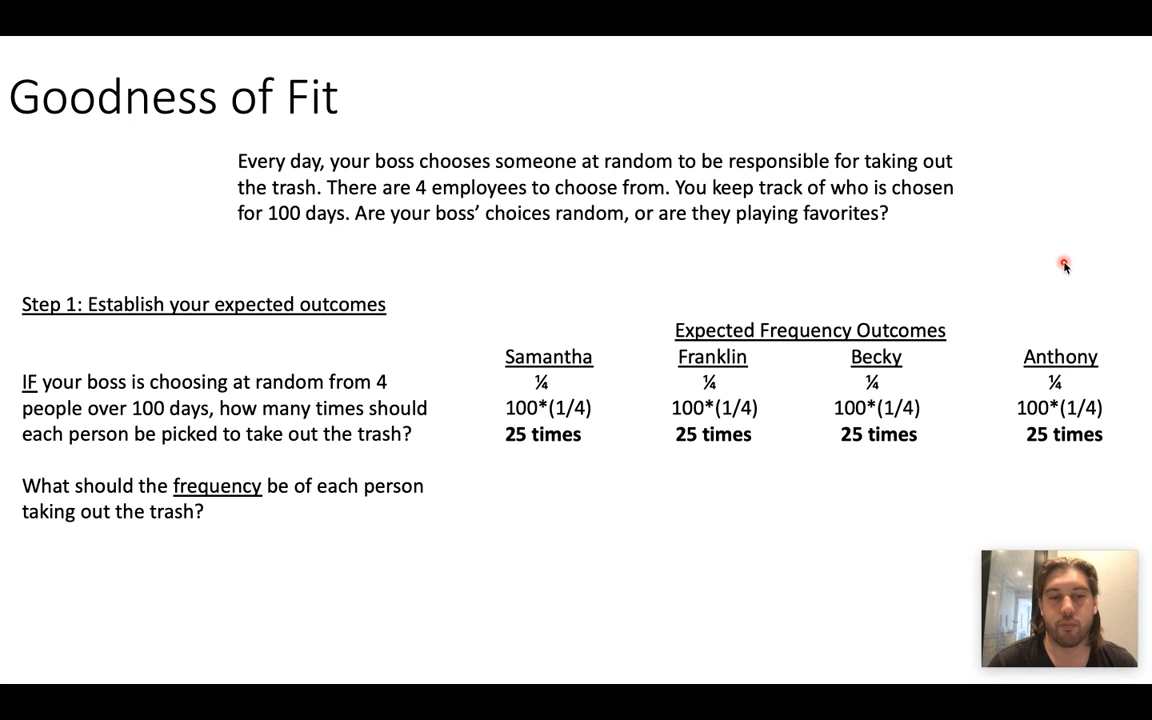 Goodness of Fit
Every day, your boss chooses someone at random to be responsible for taking out
the trash. There are 4 employees to choose from. You keep track of who is chosen
for 100 days. Are your boss’ choices random, or are they playing favorites?
Step 1: Establish your expected outcomes
IF your boss is choosing at random from 4
people over 100 days, how many times should
each person be picked to take out the trash?
What should the frequency be of each person
taking out the trash?
Expected Frequency Outcomes
Samantha Franklin Becky Anthony
¼ ¼ ¼ ¼
100*(1/4) 100*(1/4) 100*(1/4) 100*(1/4)
25 times 25 times 25 times 25 times